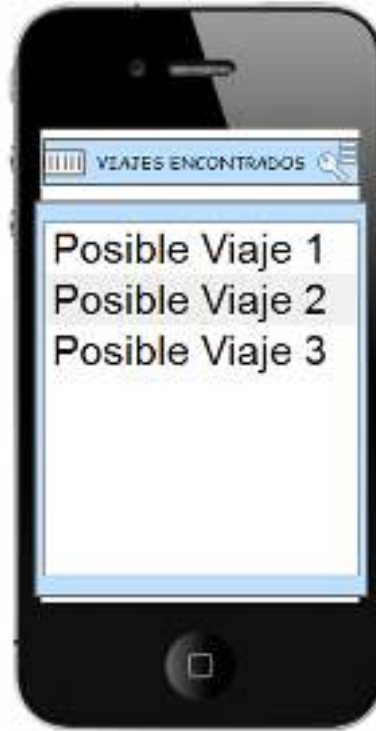 VIAJES ENCONTRADOS
Posible Viaje 1
Posible Viaje 2
Posible Viaje 3